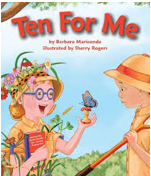 Ten For Me
by Barbara Mariconda
illustrated by Sherry Rogers